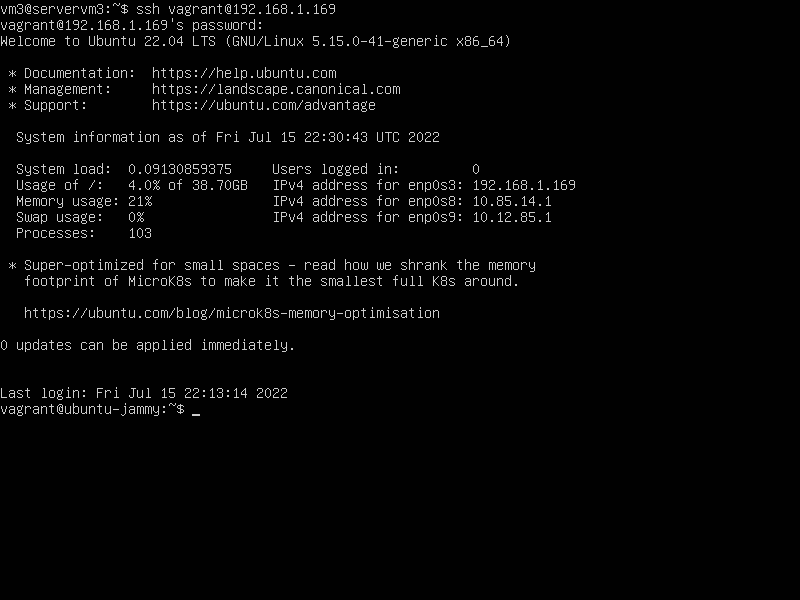 vm3@servervm3:~$ ssh vagrant@192.168.1.169
vagrant@192.168.1.169's password:
Welcome to Ubuntu 22.04 LTS (GNU/Linux 5.15.0-41-generic x86_64)

 * Documentation:  https://help.ubuntu.com
 * Management:     https://landscape.canonical.com
 * Support:        https://ubuntu.com/advantage

  System information as of Fri Jul 15 22:30:43 UTC 2022

  System load:  0.09130859375     Users logged in:         0
  Usage of /:   4.0% of 38.70GB   IPv4 address for enp0s3: 192.168.1.169
  Memory usage: 21%               IPv4 address for enp0s8: 10.85.14.1
  Swap usage:   0%                IPv4 address for enp0s9: 10.12.85.1
  Processes:    103

 * Super-optimized for small spaces - read how we shrank the memory
   footprint of MicroK8s to make it the smallest full K8s around.

   https://ubuntu.com/blog/microk8s-memory-optimisation

0 updates can be applied immediately.


Last login: Fri Jul 15 22:13:14 2022
vagrant@ubuntu-jammy:~$ _